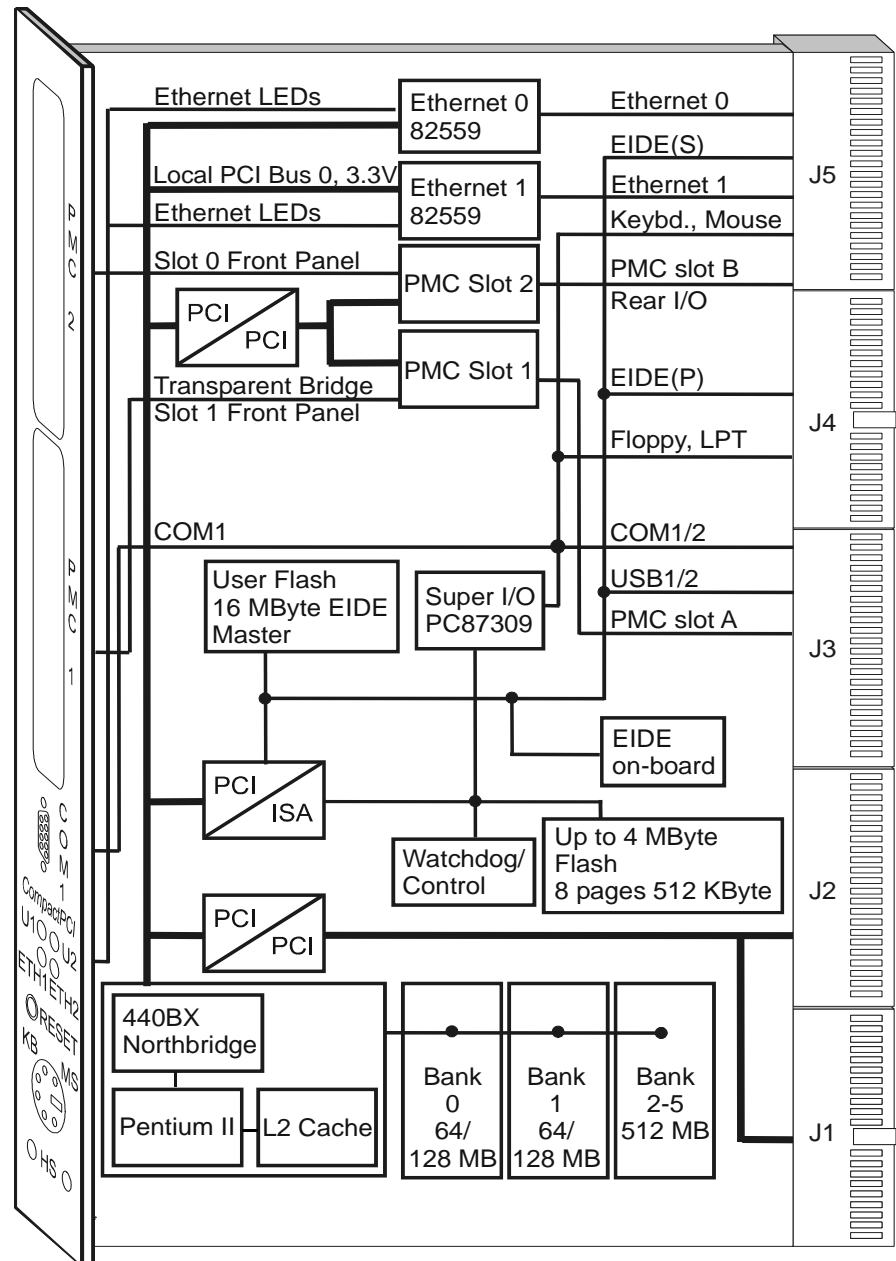 Ethernet LEDs
Ethernet 0
82559
Ethernet 0
EIDE(S)
Local PCI Bus 0, 3.3V
Ethernet 1
82559
Ethernet 1
J5
Ethernet LEDs
Keybd., Mouse
PMC 2
Slot 0 Front Panel
PMC Slot 2
PMC slot B
Rear I/O
PCI
PCI
PMC Slot 1
Transparent Bridge
Slot 1 Front Panel
EIDE(P)
J4
Floppy, LPT
COM1
COM1/2
PMC 1
User Flash
16 MByte EIDE
Master
Super I/O
PC87309
USB1/2
PMC slot A
J3
EIDE
on-board
PCI
ISA
COM1
Watchdog/
Control
Up to 4 MByte
Flash
8 pages 512 KByte
J2
CompactPCI
U1 U2
ETH1 ETH2
PCI
PCI
RESET
KB MS
HS
440BX
Northbridge
Pentium II
L2 Cache
Bank
0
64/
128 MB
Bank
1
64/
128 MB
Bank
2-5
512 MB
J1